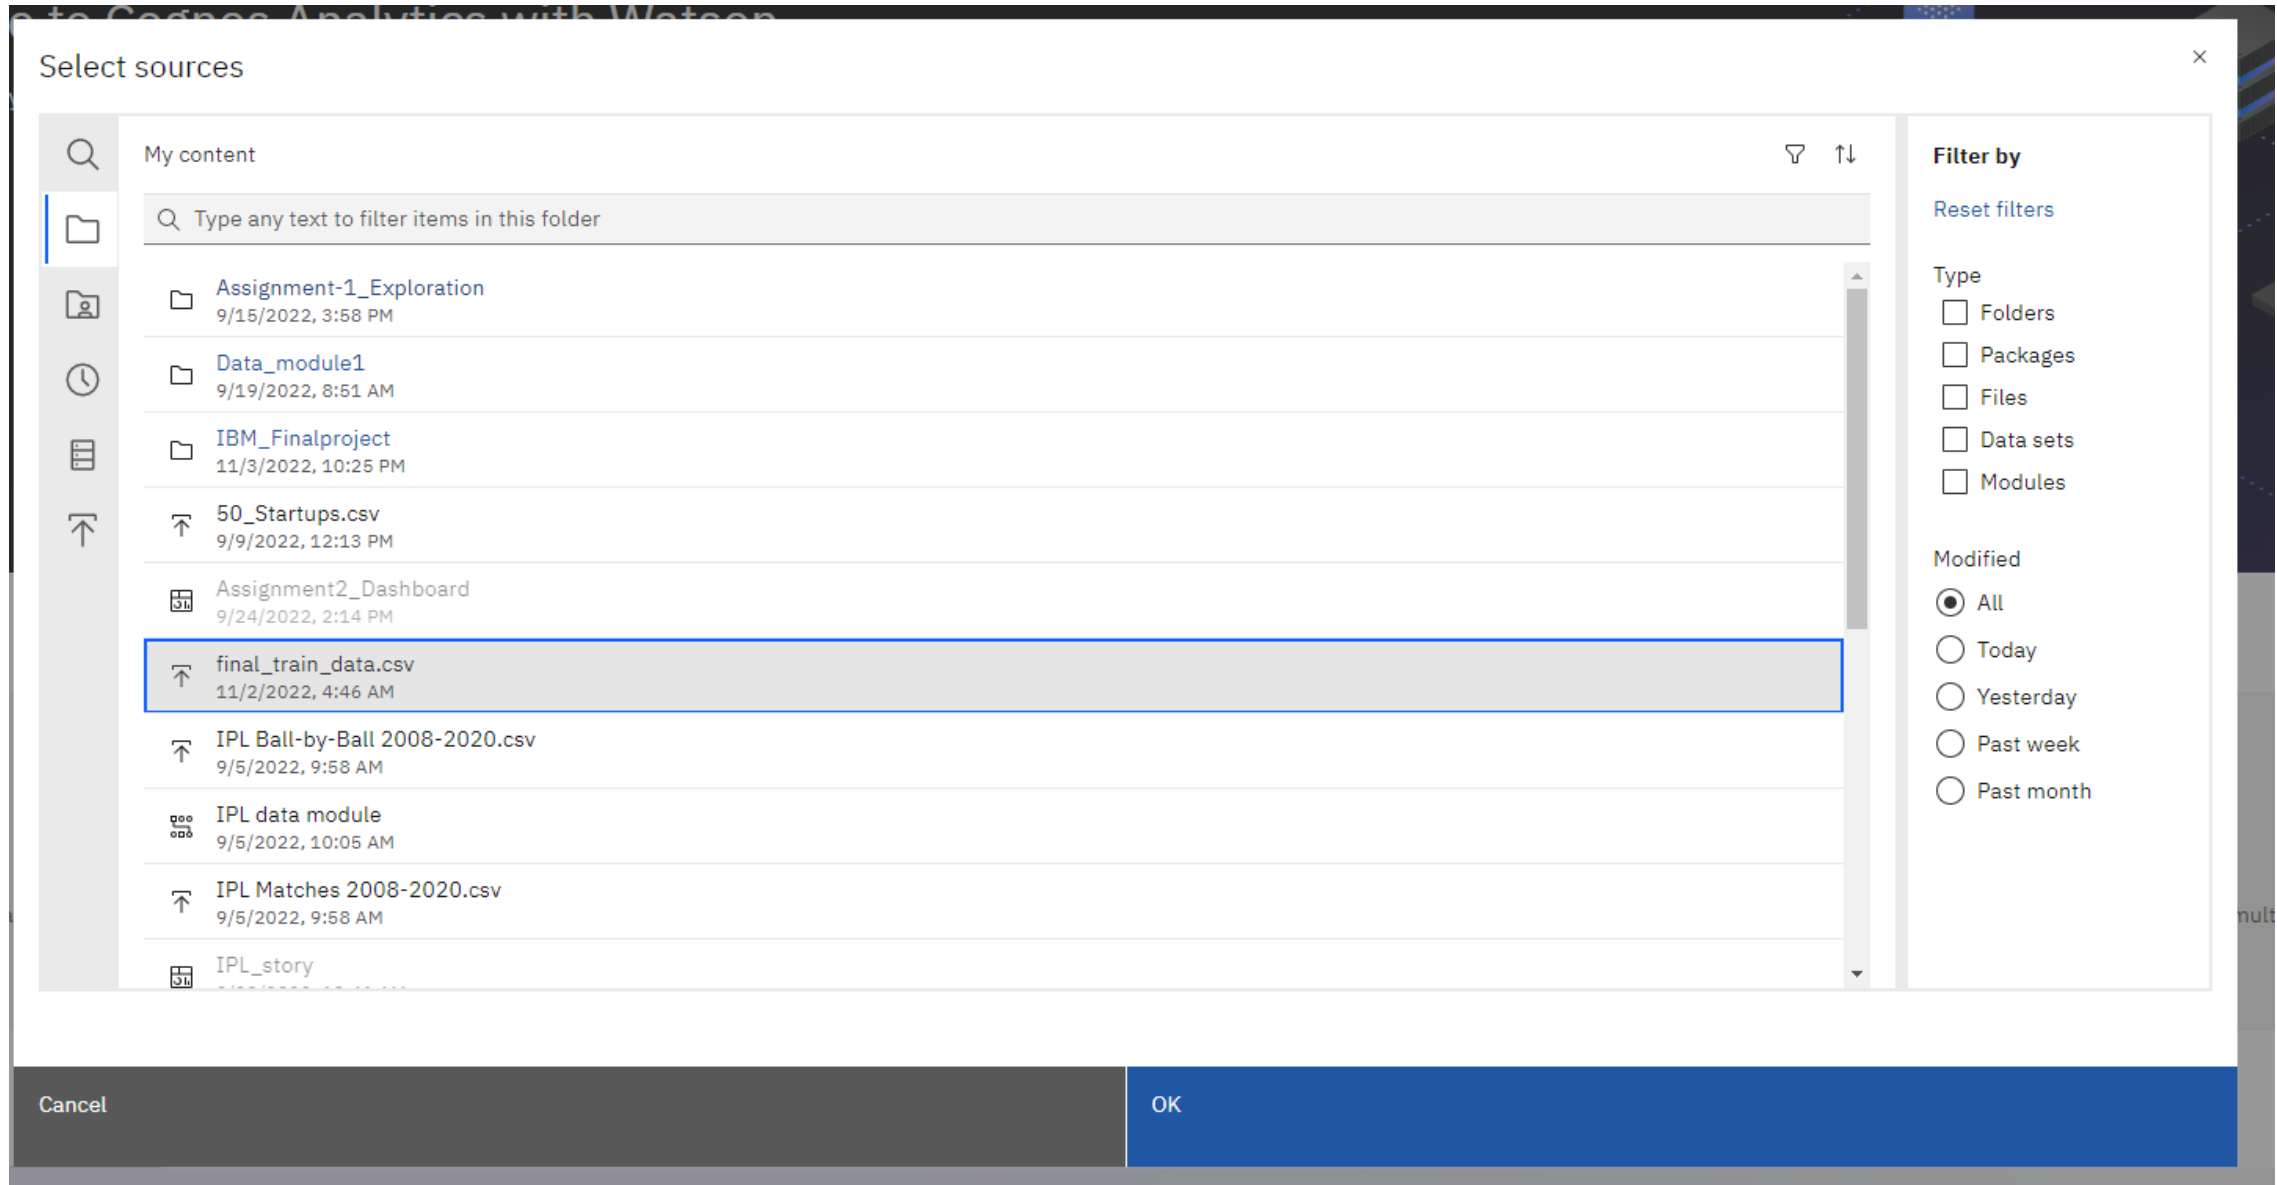 to Cognos Analytics with Watson
Select sources
My content
Type any text to filter items in this folder
Assignment-1_Exploration
9/15/2022, 3:58 PM
Data_module1
9/19/2022, 8:51 AM
IBM_Finalproject
11/3/2022, 10:25 PM
50_Startups.csv
9/9/2022, 12:13 PM
Assignment2_Dashboard
9/24/2022, 2:14 PM
final_train_data.csv
11/2/2022, 4:46 AM
IPL Ball-by-Ball 2008-2020.csv
9/5/2022, 9:58 AM
IPL data module
9/5/2022, 10:05 AM
IPL Matches 2008-2020.csv
9/5/2022, 9:58 AM
IPL_story
Filter by
Reset filters
Type
Folders
Packages
Files
Data sets
Modules
Modified
All
Today
Yesterday
Past week
Past month
Cancel
OK